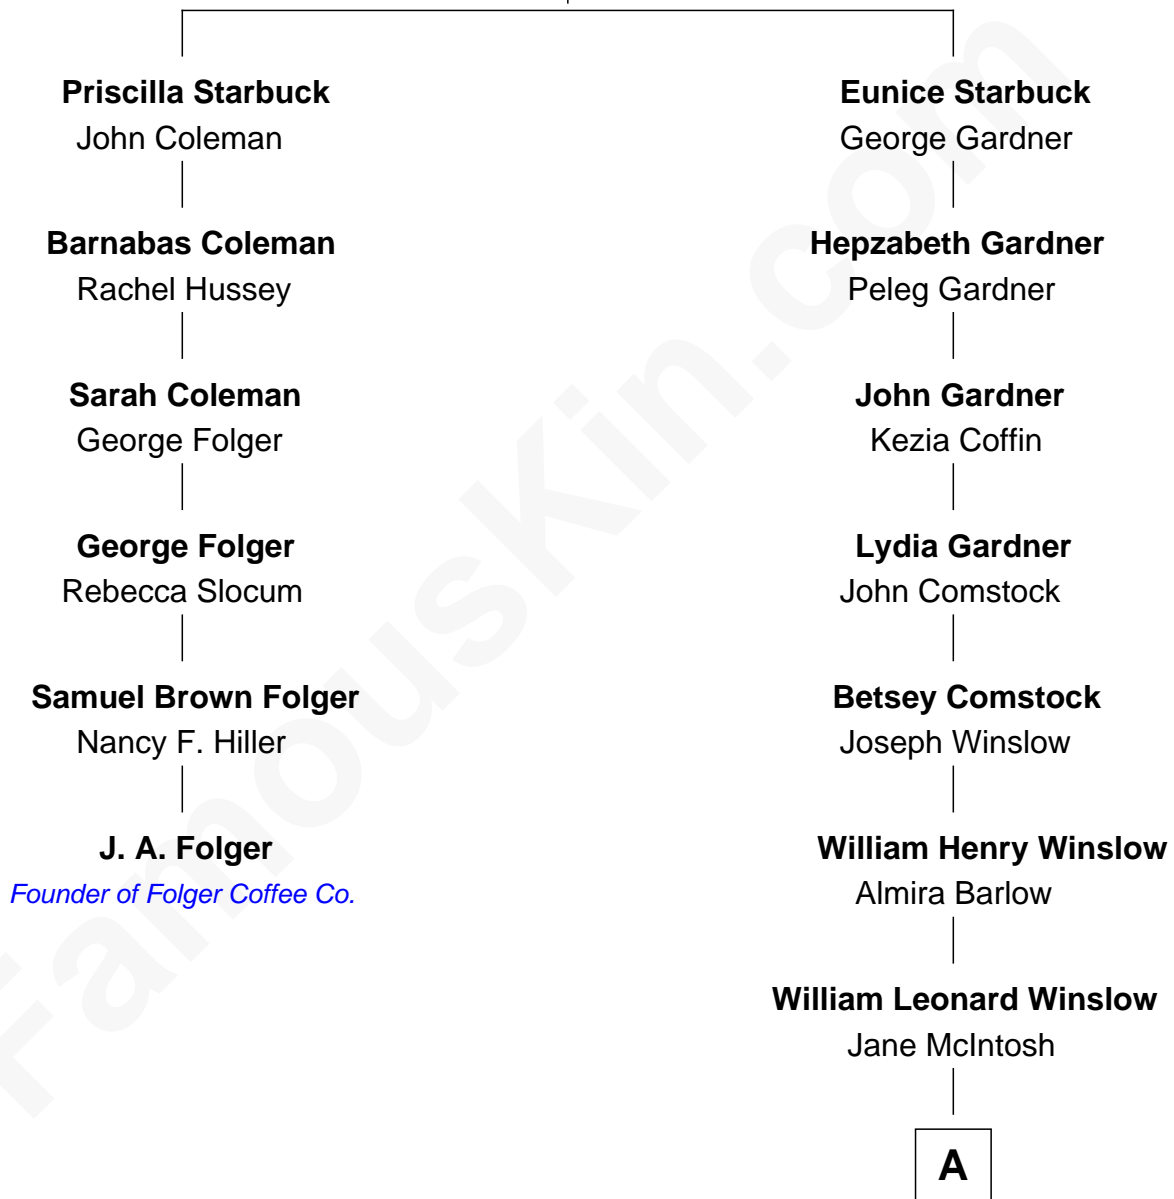 Priscilla Starbuck
John Coleman
Barnabas Coleman
Rachel Hussey
Sarah Coleman
George Folger
George Folger
Rebecca Slocum
Samuel Brown Folger
Nancy F. Hiller
J. A. Folger
Founder of Folger Coffee Co.
Eunice Starbuck
George Gardner
Hepzabeth Gardner
Peleg Gardner
John Gardner
Kezia Coffin
Lydia Gardner
John Comstock
Betsey Comstock
Joseph Winslow
William Henry Winslow
Almira Barlow
William Leonard Winslow
Jane McIntosh
A
FamousKin.com